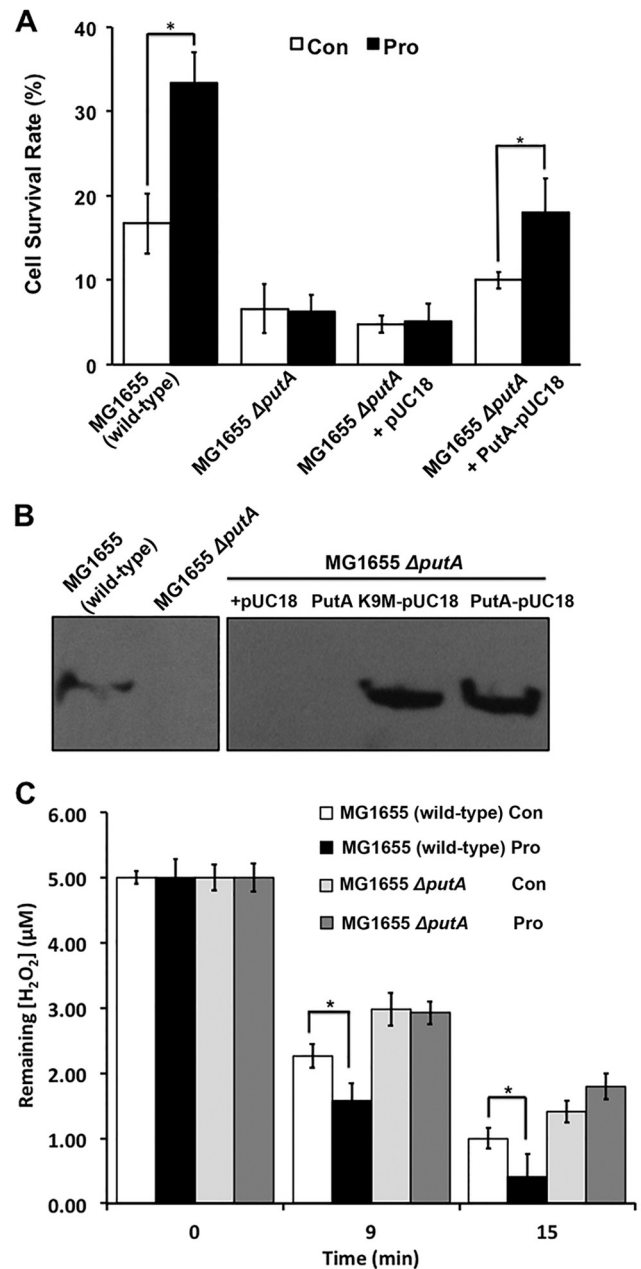 A
Cell Survival Rate (%)
40
30
20
10
0
*
Con
Pro
*
MG1655
(wild-type)
MG1655 ΔputA
MG1655 ΔputA
+ pUC18
MG1655 ΔputA
+ PutA-pUC18
B
MG1655
(wild-type)
MG1655 ΔputA
MG1655 ΔputA
+pUC18 PutA K9M-pUC18 PutA-pUC18
C
Remaining [H₂O₂] (μM)
6.00
5.00
4.00
3.00
2.00
1.00
0.00
MG1655 (wild-type) Con
MG1655 (wild-type) Pro
MG1655 ΔputA Con
MG1655 ΔputA Pro
*
*
0 9 15
Time (min)